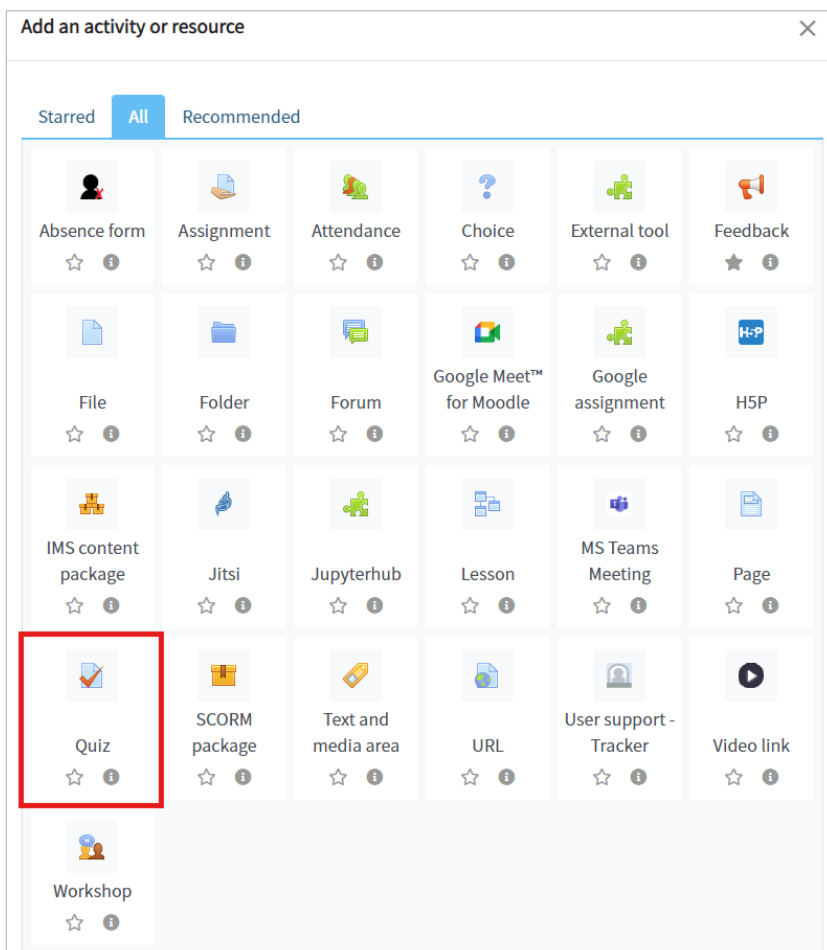 Add an activity or resource
Starred All Recommended
Absence form Assignment Attendance Choice External tool Feedback
Google Meet™ Google
File Folder Forum for Moodle assignment H5P
H5P
IMS content MS Teams
package Jitsi Jupyterhub Lesson Meeting Page
SCORM Text and User support -
Quiz package media area URL Tracker Video link
Workshop